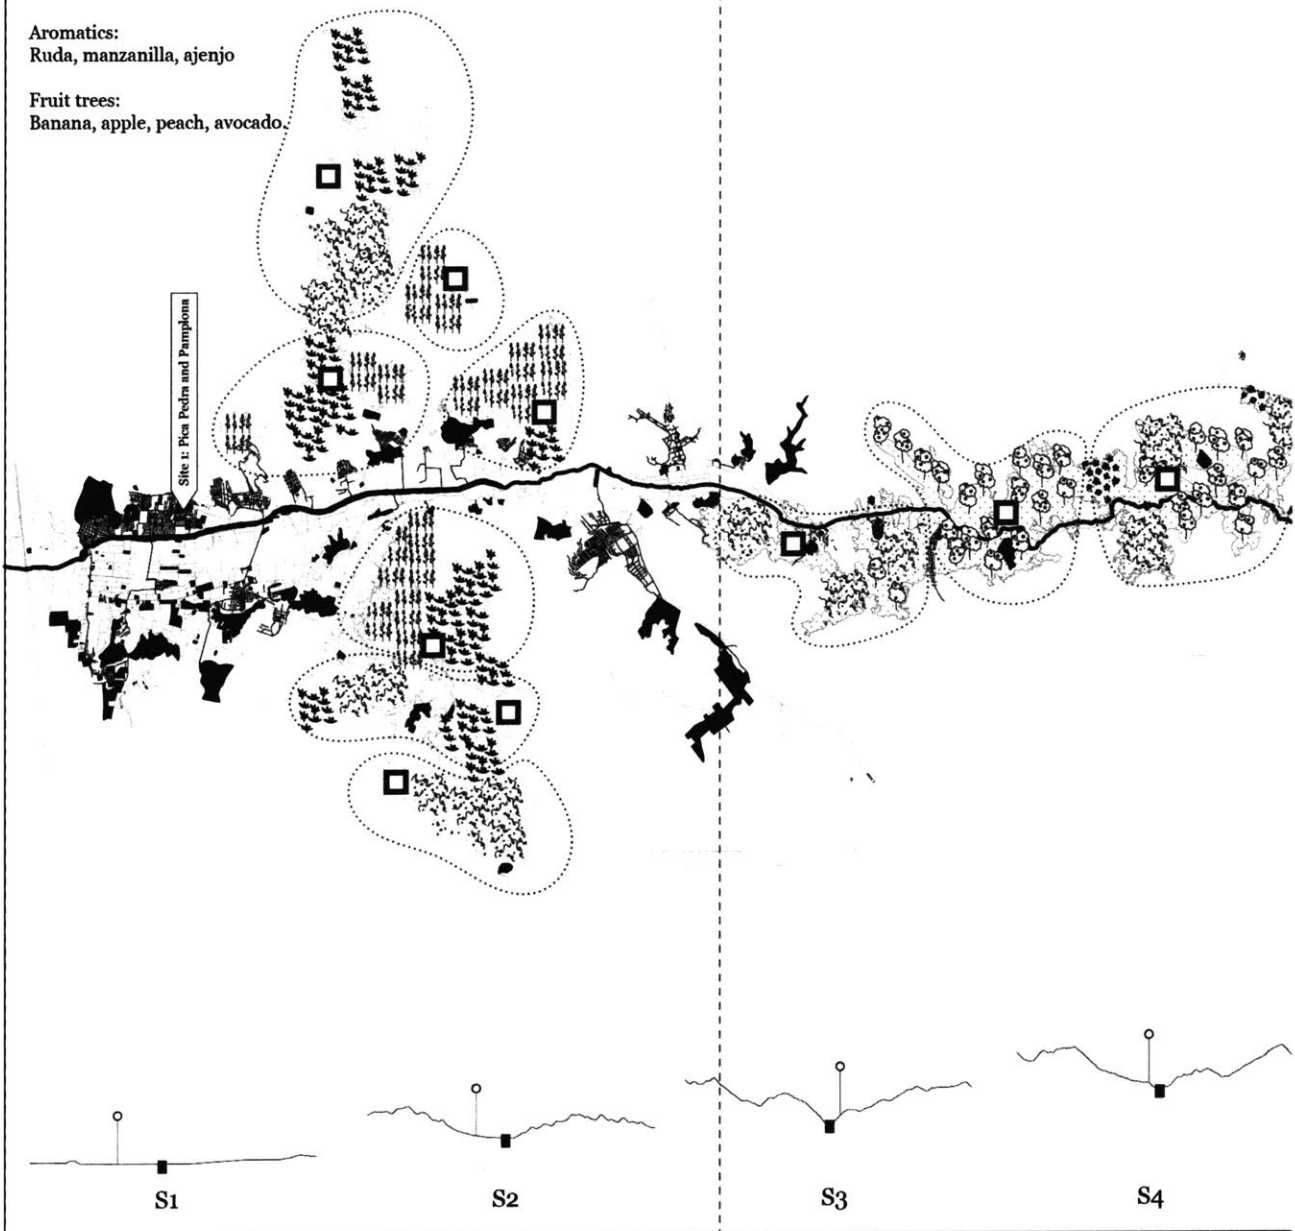 Aromatics:
Ruda, manzanilla, ajenjo
Fruit trees:
Banana, apple, peach, avocado.
Site 1: Pica Pedra and Pamplona
S1
S2
S3
S4